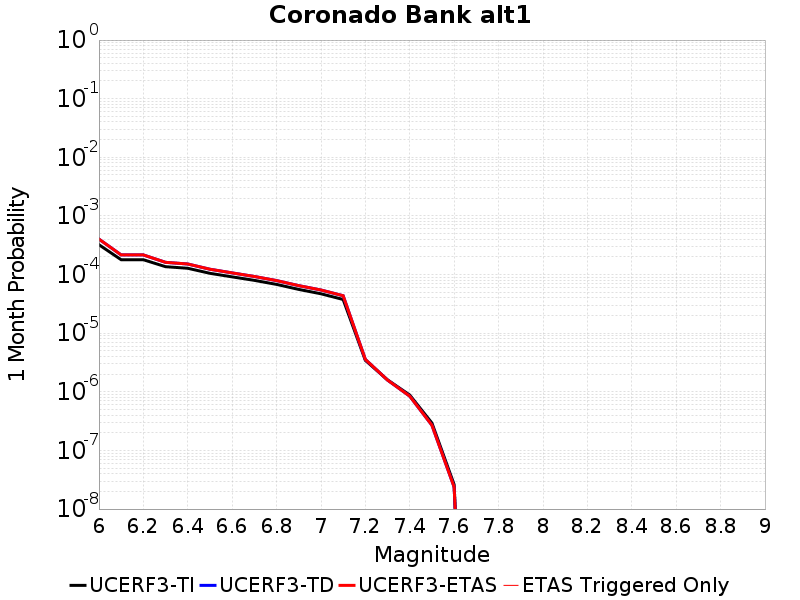 Coronado Bank alt1
10^0
10^-1
10^-2
10^-3
10^-4
10^-5
10^-6
10^-7
10^-8
1 Month Probability
6 6.2 6.4 6.6 6.8 7 7.2 7.4 7.6 7.8 8 8.2 8.4 8.6 8.8 9
Magnitude
UCERF3-TI UCERF3-TD UCERF3-ETAS ETAS Triggered Only